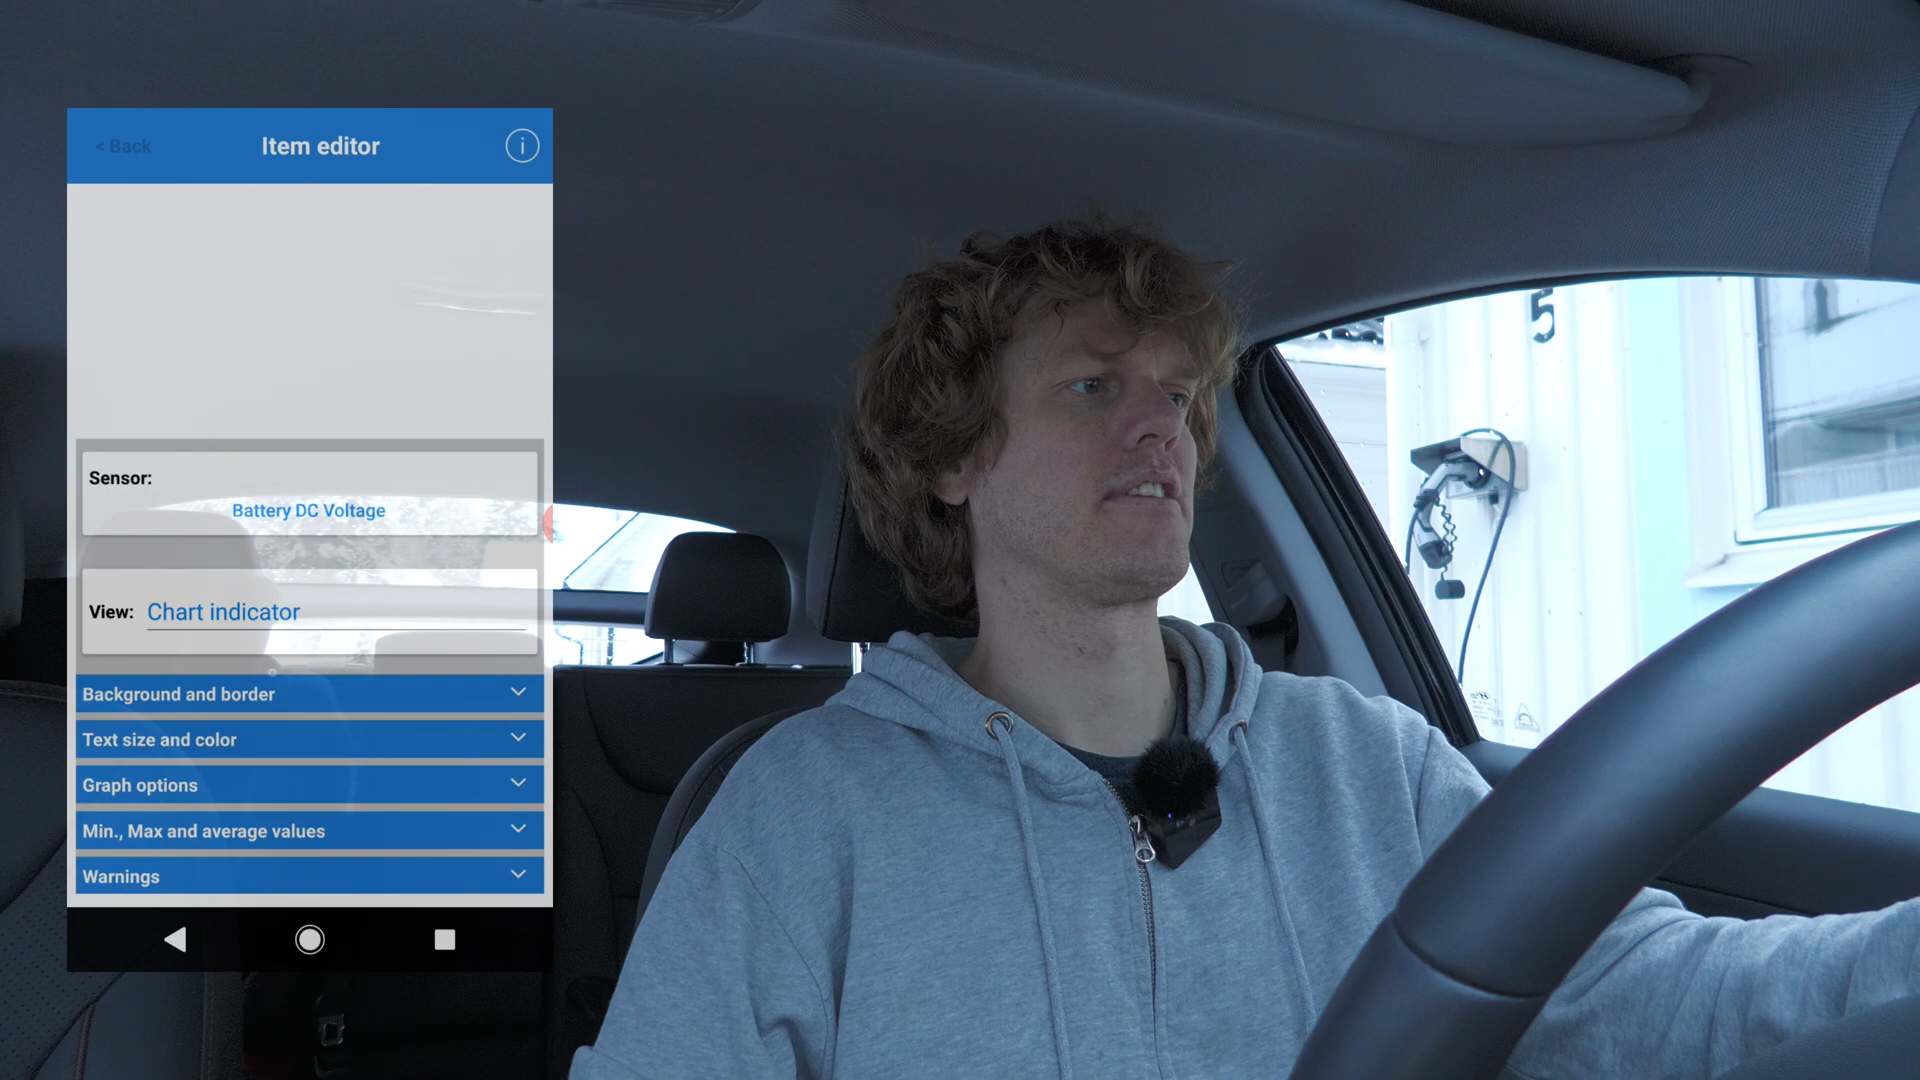 < Back
Item editor
i
Sensor:
Battery DC Voltage
View: Chart indicator
Background and border
Text size and color
Graph options
Min., Max and average values
Warnings
5